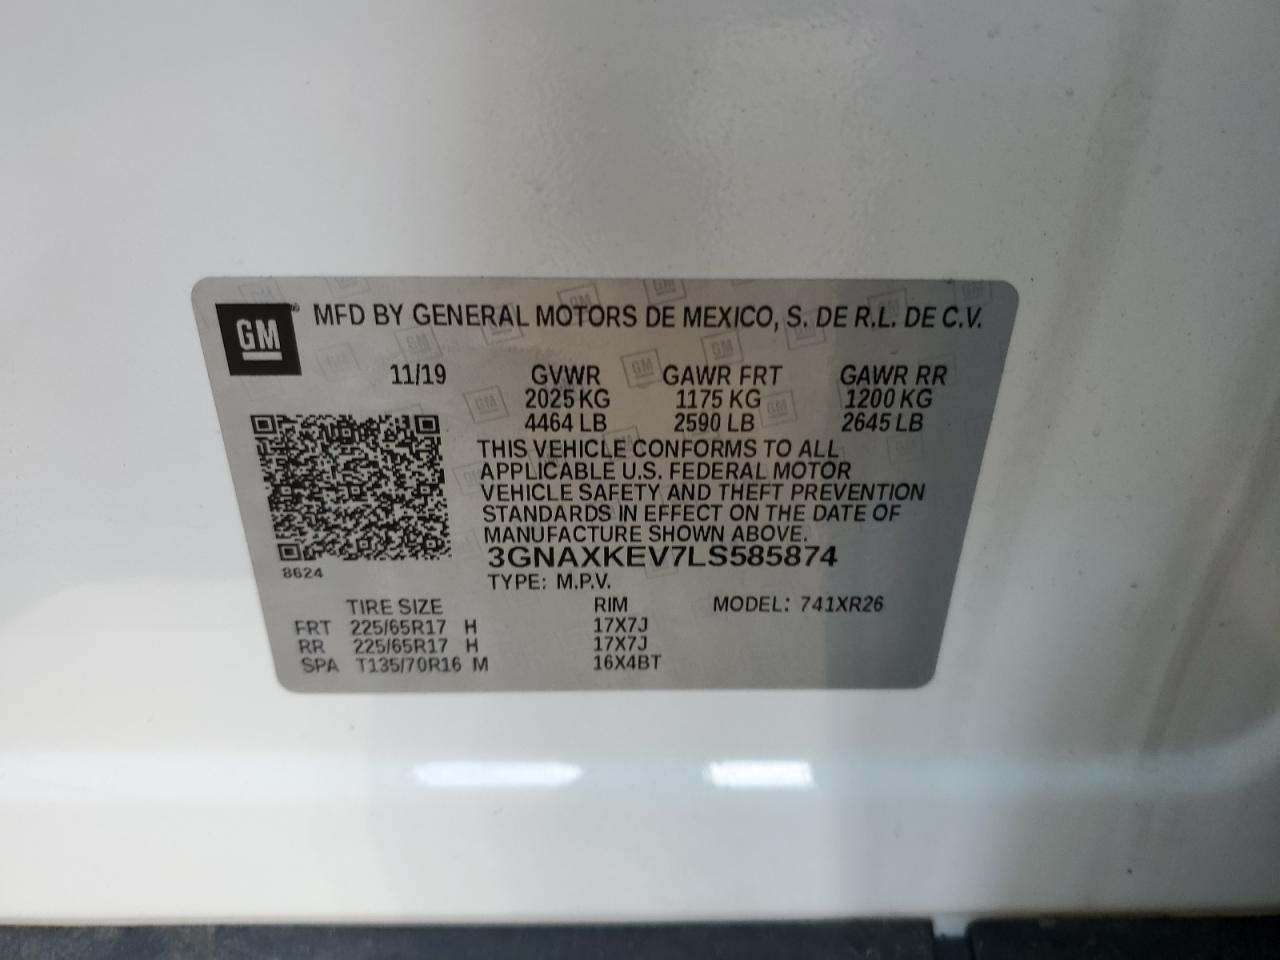 GM® MFD BY GENERAL MOTORS DE MEXICO, S. DE R.L. DE C.V.
11/19 GVWR GAWR FRT GAWR RR
2025 KG 1175 KG 1200 KG
4464 LB 2590 LB 2645 LB
THIS VEHICLE CONFORMS TO ALL
APPLICABLE U.S. FEDERAL MOTOR
VEHICLE SAFETY AND THEFT PREVENTION
STANDARDS IN EFFECT ON THE DATE OF
MANUFACTURE SHOWN ABOVE.
3GNAXKEV7LS585874
8624
TYPE: M.P.V.
TIRE SIZE RIM MODEL: 741XR26
FRT 225/65R17 H 17X7J
RR 225/65R17 H 17X7J
SPA T135/70R16 M 16X4BT